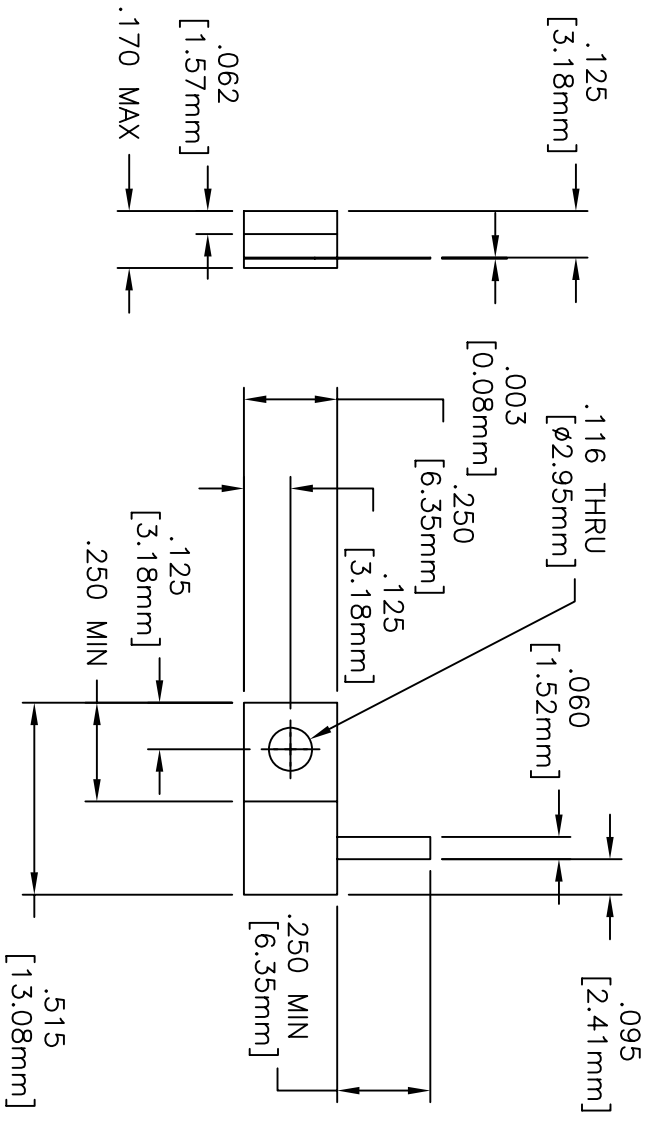 .125
[3.18mm]
.062
[1.57mm]
.170 MAX
.116 THRU
[ø2.95mm]
.003
[0.08mm]
.250
[6.35mm]
.125
[3.18mm]
.125
[3.18mm]
.250 MIN
.060
[1.52mm]
.095
[2.41mm]
.250 MIN
[6.35mm]
.515
[13.08mm]